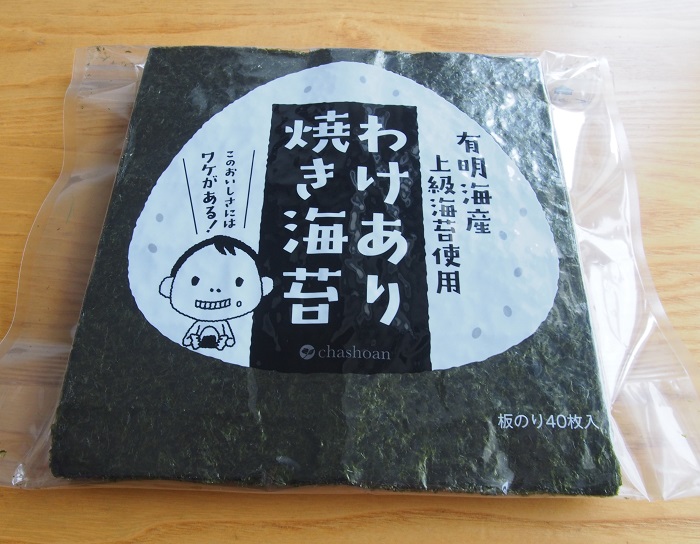 有明海産
上級海苔使用
わけあり
焼き海苔
このおいしさには
ワケがある！
chashoan
板のり40枚入